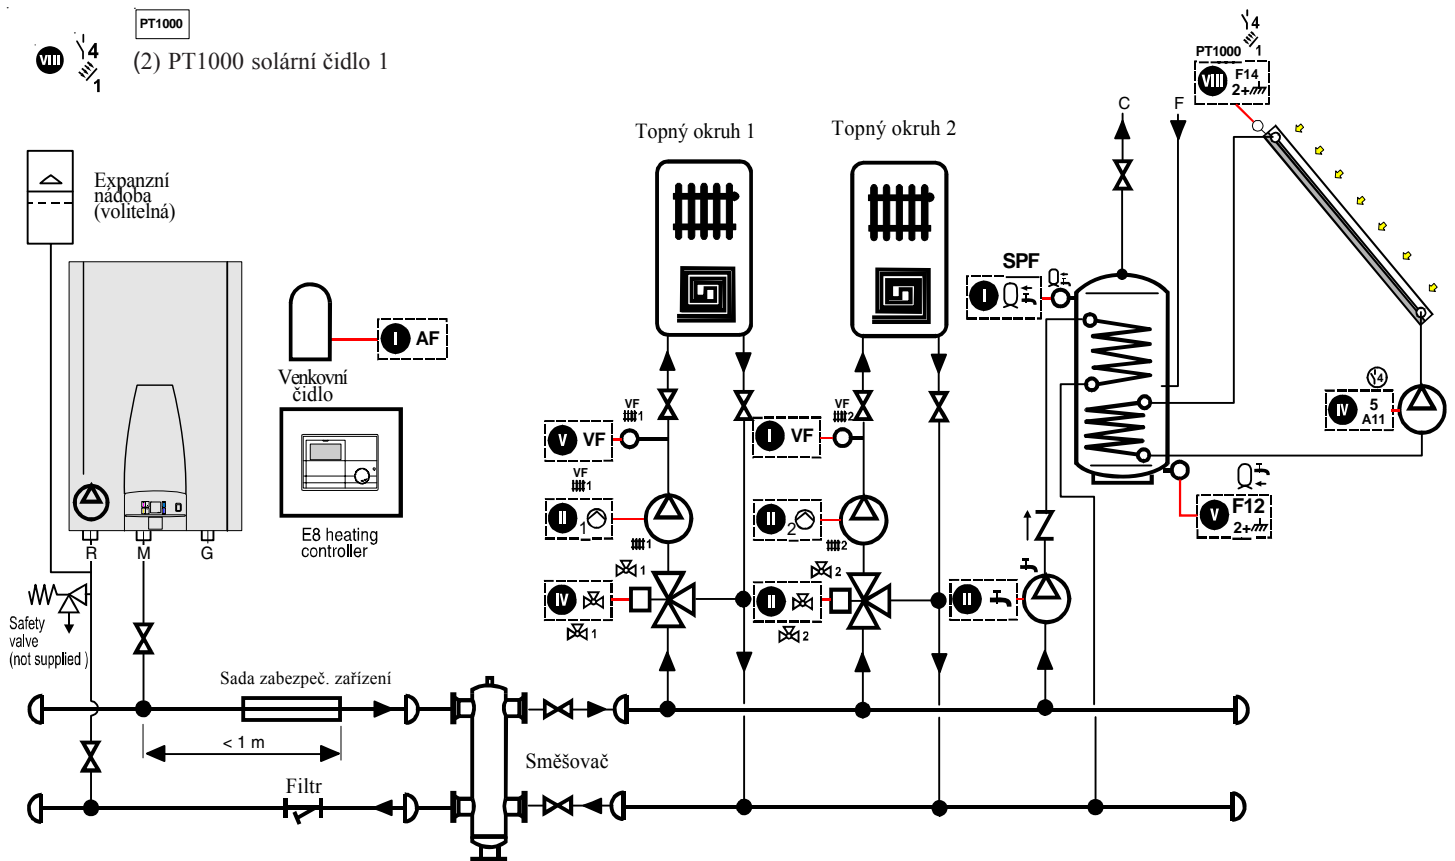 PT1000
VIII 4
1
(2) PT1000 solární čidlo 1
4
1
PT1000
VIII F14
2+
C F
Topný okruh 1
Topný okruh 2
Expanzní
nádoba
(volitelná)
SPF
I
I AF
Venkovní
čidlo
E8 heating
controller
R M G
Safety
valve
(not supplied )
VF
1
V VF
VF
1
II 1
1
1
IV
1
VF
2
I VF
II 2
2
2
II
2
II
4
IV 5
A11
V F12
2+
Sada zabezpeč. zařízení
< 1 m
Filtr
Směšovač